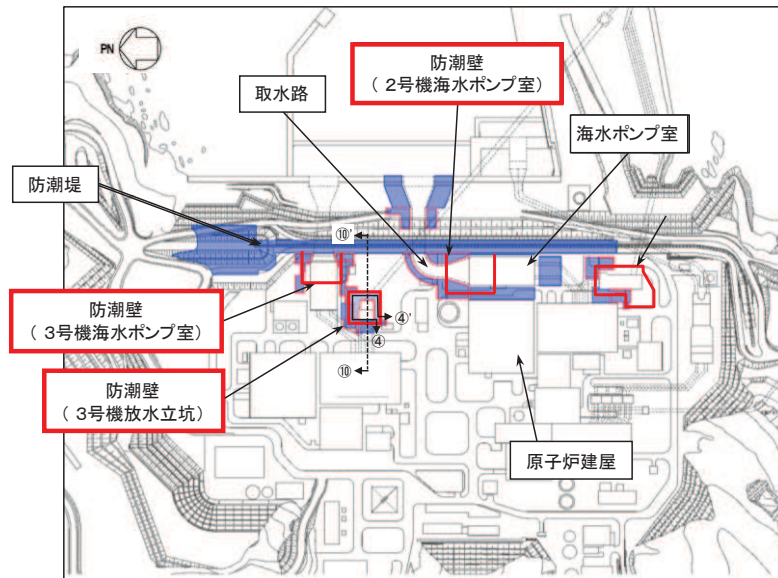 PN
防潮壁
（ 2号機海水ポンプ室）
取水路
海水ポンプ室
防潮堤
⑩’
防潮壁
（ 3号機海水ポンプ室）
④’
④
⑩
防潮壁
（ 3号機放水立坑）
原子炉建屋